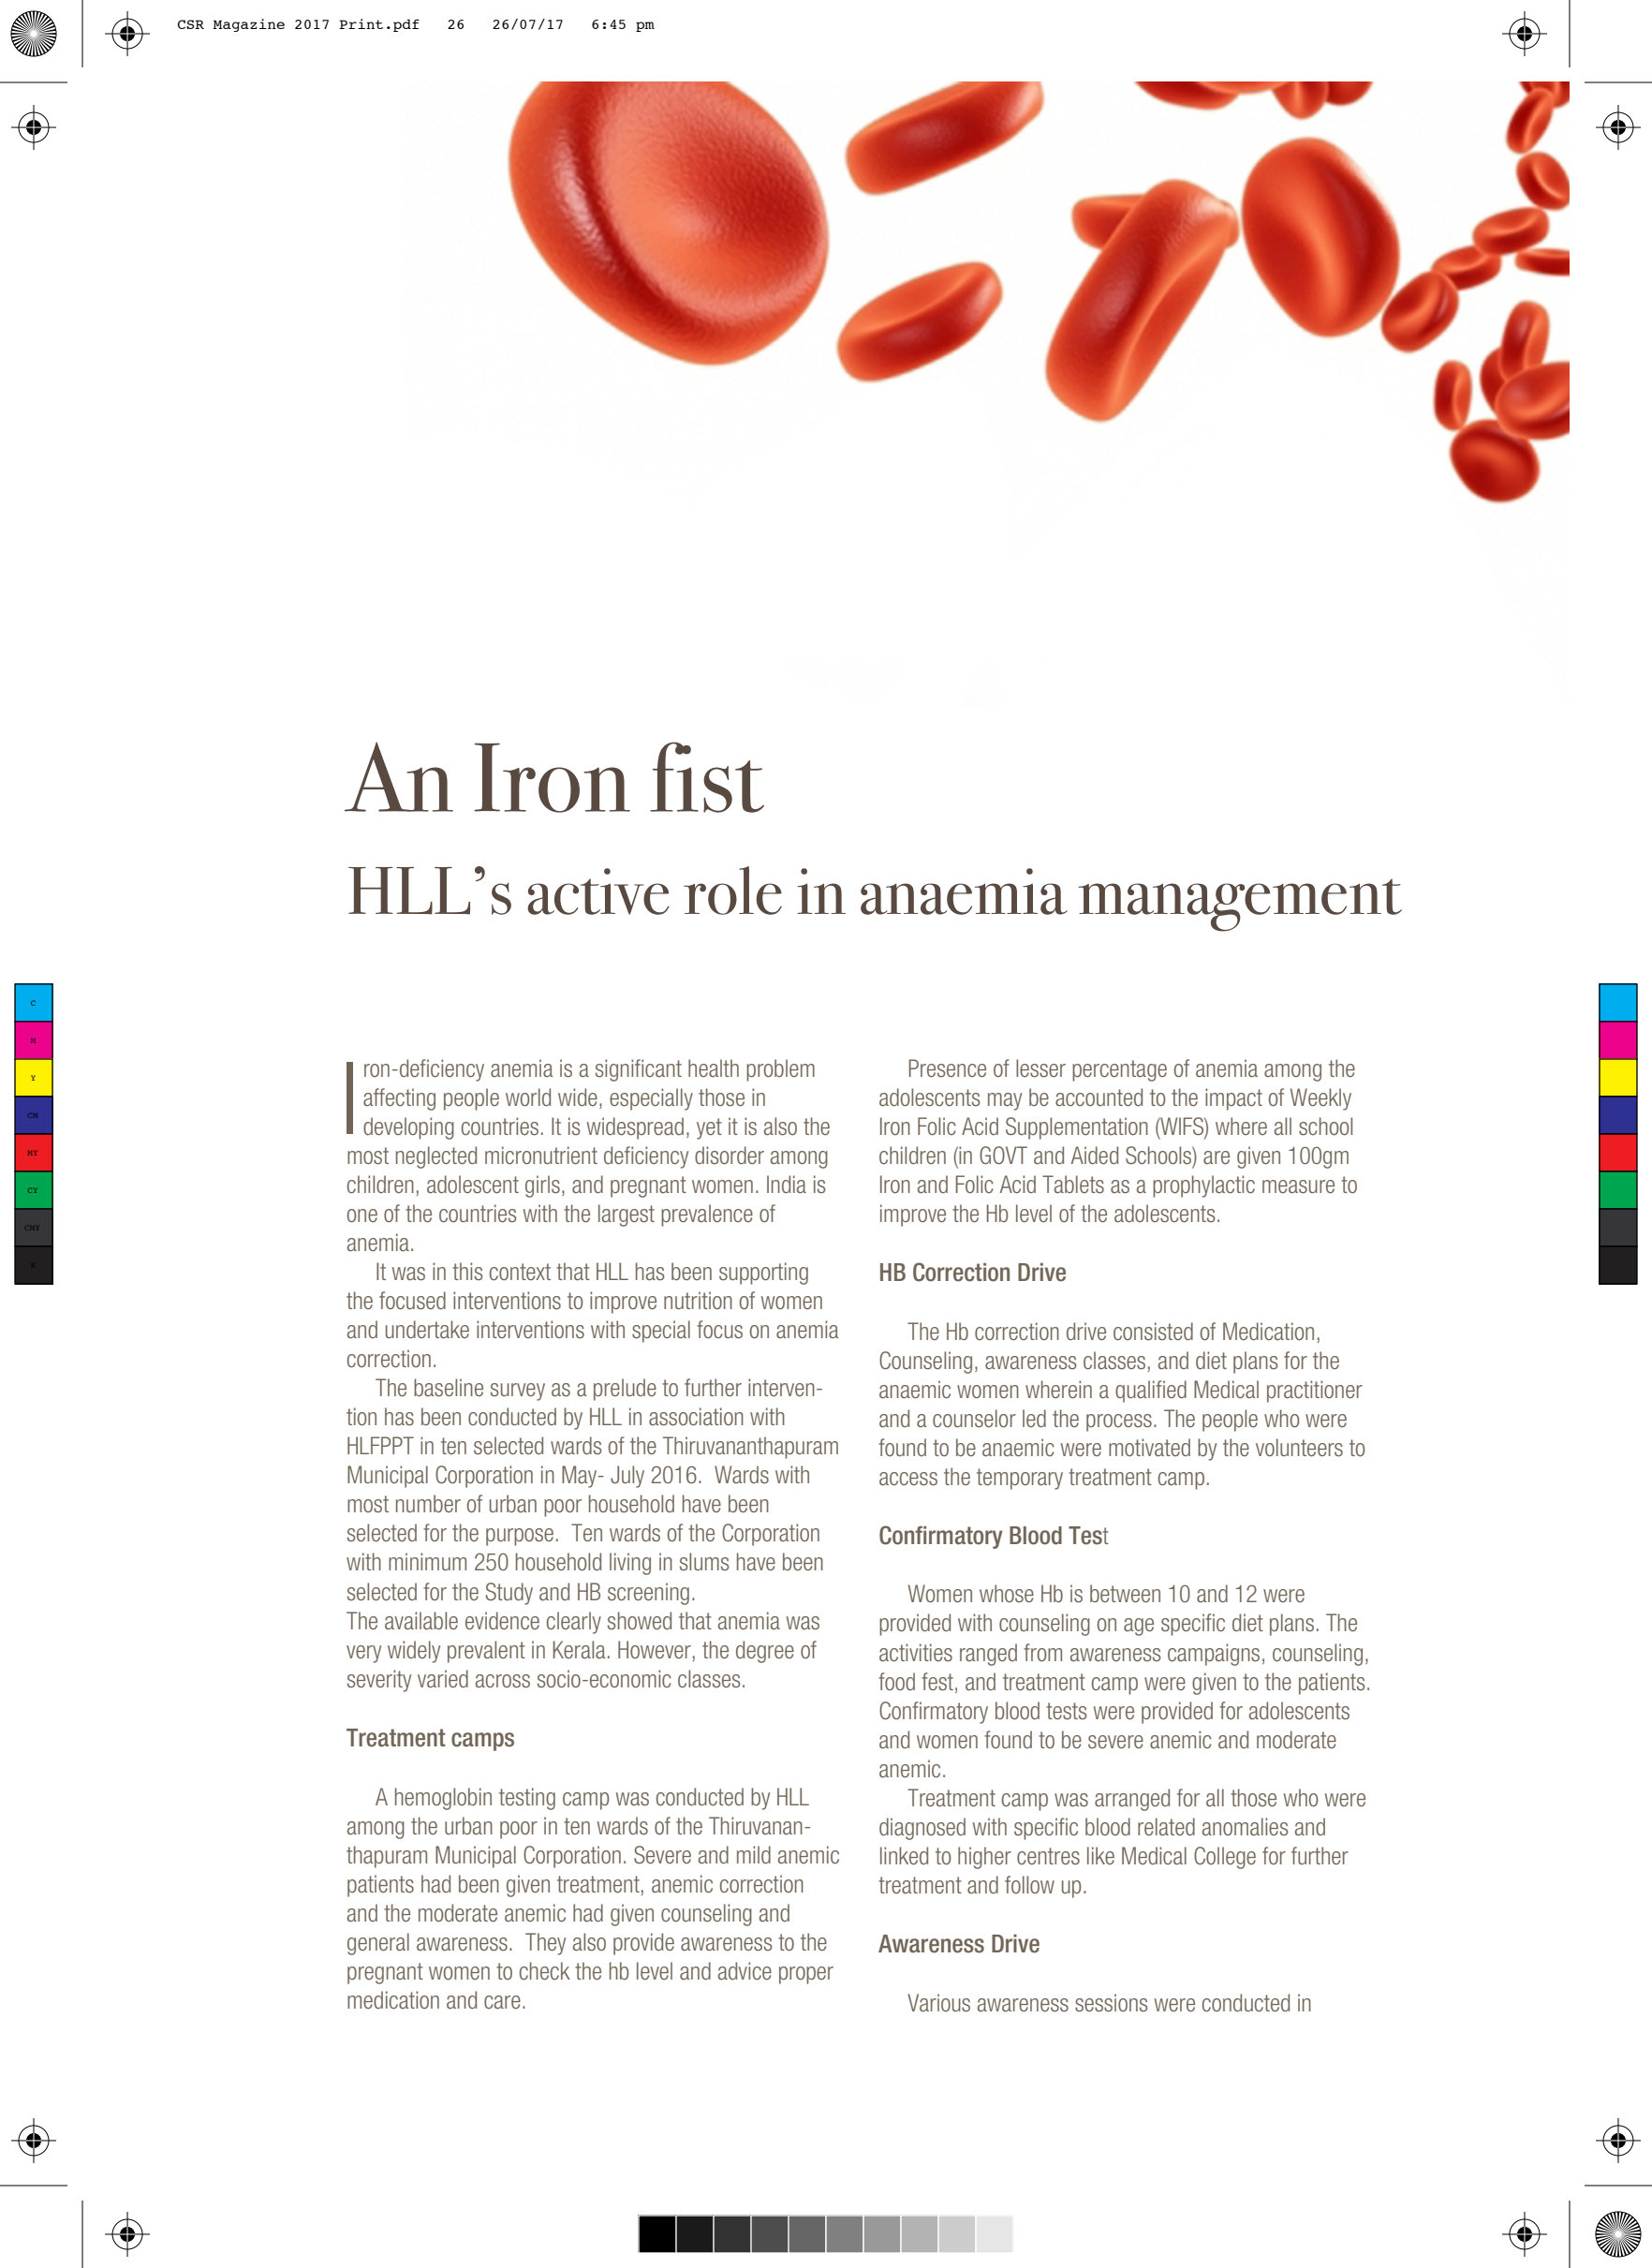 CSR Magazine 2017 Print.pdf   26   26/07/17   6:45 pm
An Iron fist
HLL's active role in anaemia management
C
M
Y
CM
MY
CY
CMY
K
Iron-deficiency anemia is a significant health problem
affecting people world wide, especially those in
developing countries. It is widespread, yet it is also the
most neglected micronutrient deficiency disorder among
children, adolescent girls, and pregnant women. India is
one of the countries with the largest prevalence of
anemia.
It was in this context that HLL has been supporting
the focused interventions to improve nutrition of women
and undertake interventions with special focus on anemia
correction.
The baseline survey as a prelude to further interven-
tion has been conducted by HLL in association with
HLFPPT in ten selected wards of the Thiruvananthapuram
Municipal Corporation in May- July 2016.  Wards with
most number of urban poor household have been
selected for the purpose.  Ten wards of the Corporation
with minimum 250 household living in slums have been
selected for the Study and HB screening.
The available evidence clearly showed that anemia was
very widely prevalent in Kerala. However, the degree of
severity varied across socio-economic classes.
Treatment camps
A hemoglobin testing camp was conducted by HLL
among the urban poor in ten wards of the Thiruvanan-
thapuram Municipal Corporation. Severe and mild anemic
patients had been given treatment, anemic correction
and the moderate anemic had given counseling and
general awareness.  They also provide awareness to the
pregnant women to check the hb level and advice proper
medication and care.
Presence of lesser percentage of anemia among the
adolescents may be accounted to the impact of Weekly
Iron Folic Acid Supplementation (WIFS) where all school
children (in GOVT and Aided Schools) are given 100gm
Iron and Folic Acid Tablets as a prophylactic measure to
improve the Hb level of the adolescents.
HB Correction Drive
The Hb correction drive consisted of Medication,
Counseling, awareness classes, and diet plans for the
anaemic women wherein a qualified Medical practitioner
and a counselor led the process. The people who were
found to be anaemic were motivated by the volunteers to
access the temporary treatment camp.
Confirmatory Blood Test
Women whose Hb is between 10 and 12 were
provided with counseling on age specific diet plans. The
activities ranged from awareness campaigns, counseling,
food fest, and treatment camp were given to the patients.
Confirmatory blood tests were provided for adolescents
and women found to be severe anemic and moderate
anemic.
Treatment camp was arranged for all those who were
diagnosed with specific blood related anomalies and
linked to higher centres like Medical College for further
treatment and follow up.
Awareness Drive
Various awareness sessions were conducted in